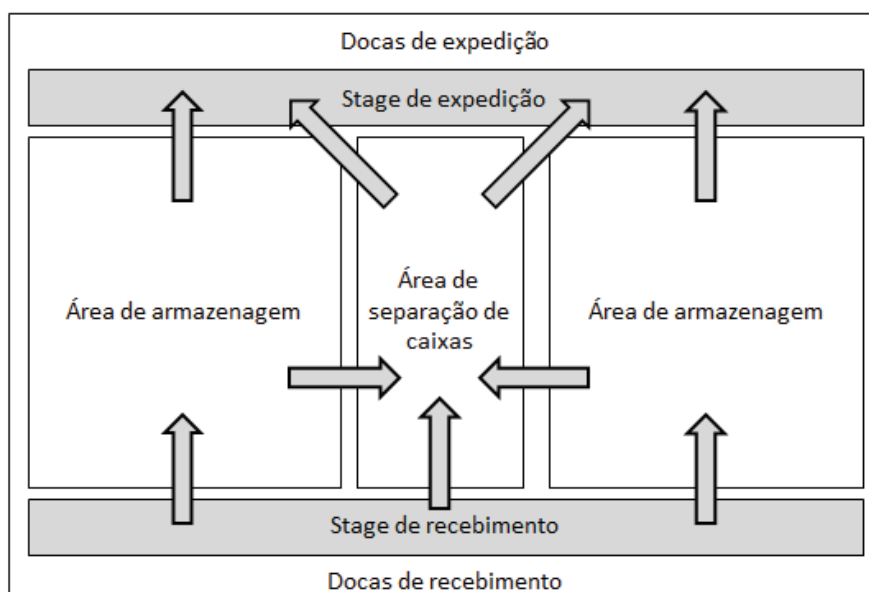 Docas de expedição
Stage de expedição
Área de armazenagem
Área de
separação de
caixas
Área de armazenagem
Stage de recebimento
Docas de recebimento